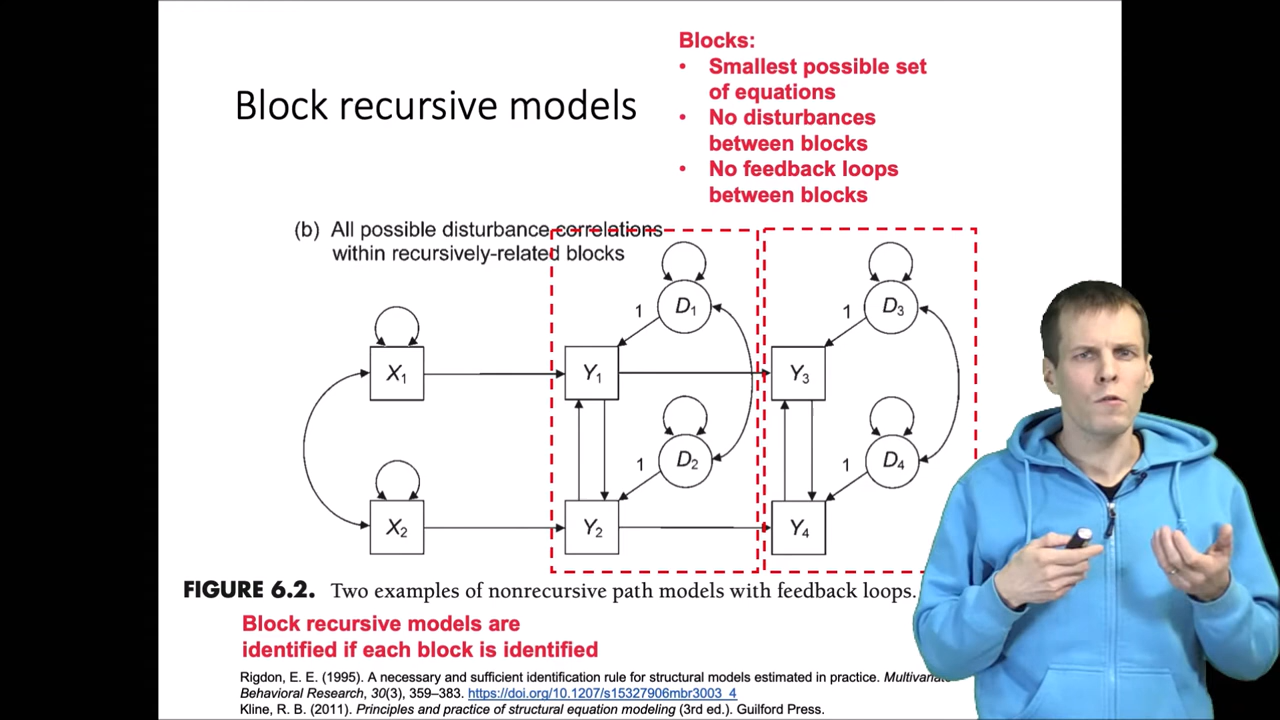 Blocks:
• Smallest possible set
of equations
• No disturbances
between blocks
• No feedback loops
between blocks
Block recursive models
(b) All possible disturbance correlations
within recursively-related blocks
D1
D3
1
1
X1
Y1
Y3
D2
D4
1
1
X2
Y2
Y4
FIGURE 6.2. Two examples of nonrecursive path models with feedback loops.
Block recursive models are
identified if each block is identified
Rigdon, E. E. (1995). A necessary and sufficient identification rule for structural models estimated in practice. Multivariate
Behavioral Research, 30(3), 359–383. https://doi.org/10.1207/s15327906mbr3003_4
Kline, R. B. (2011). Principles and practice of structural equation modeling (3rd ed.). Guilford Press.